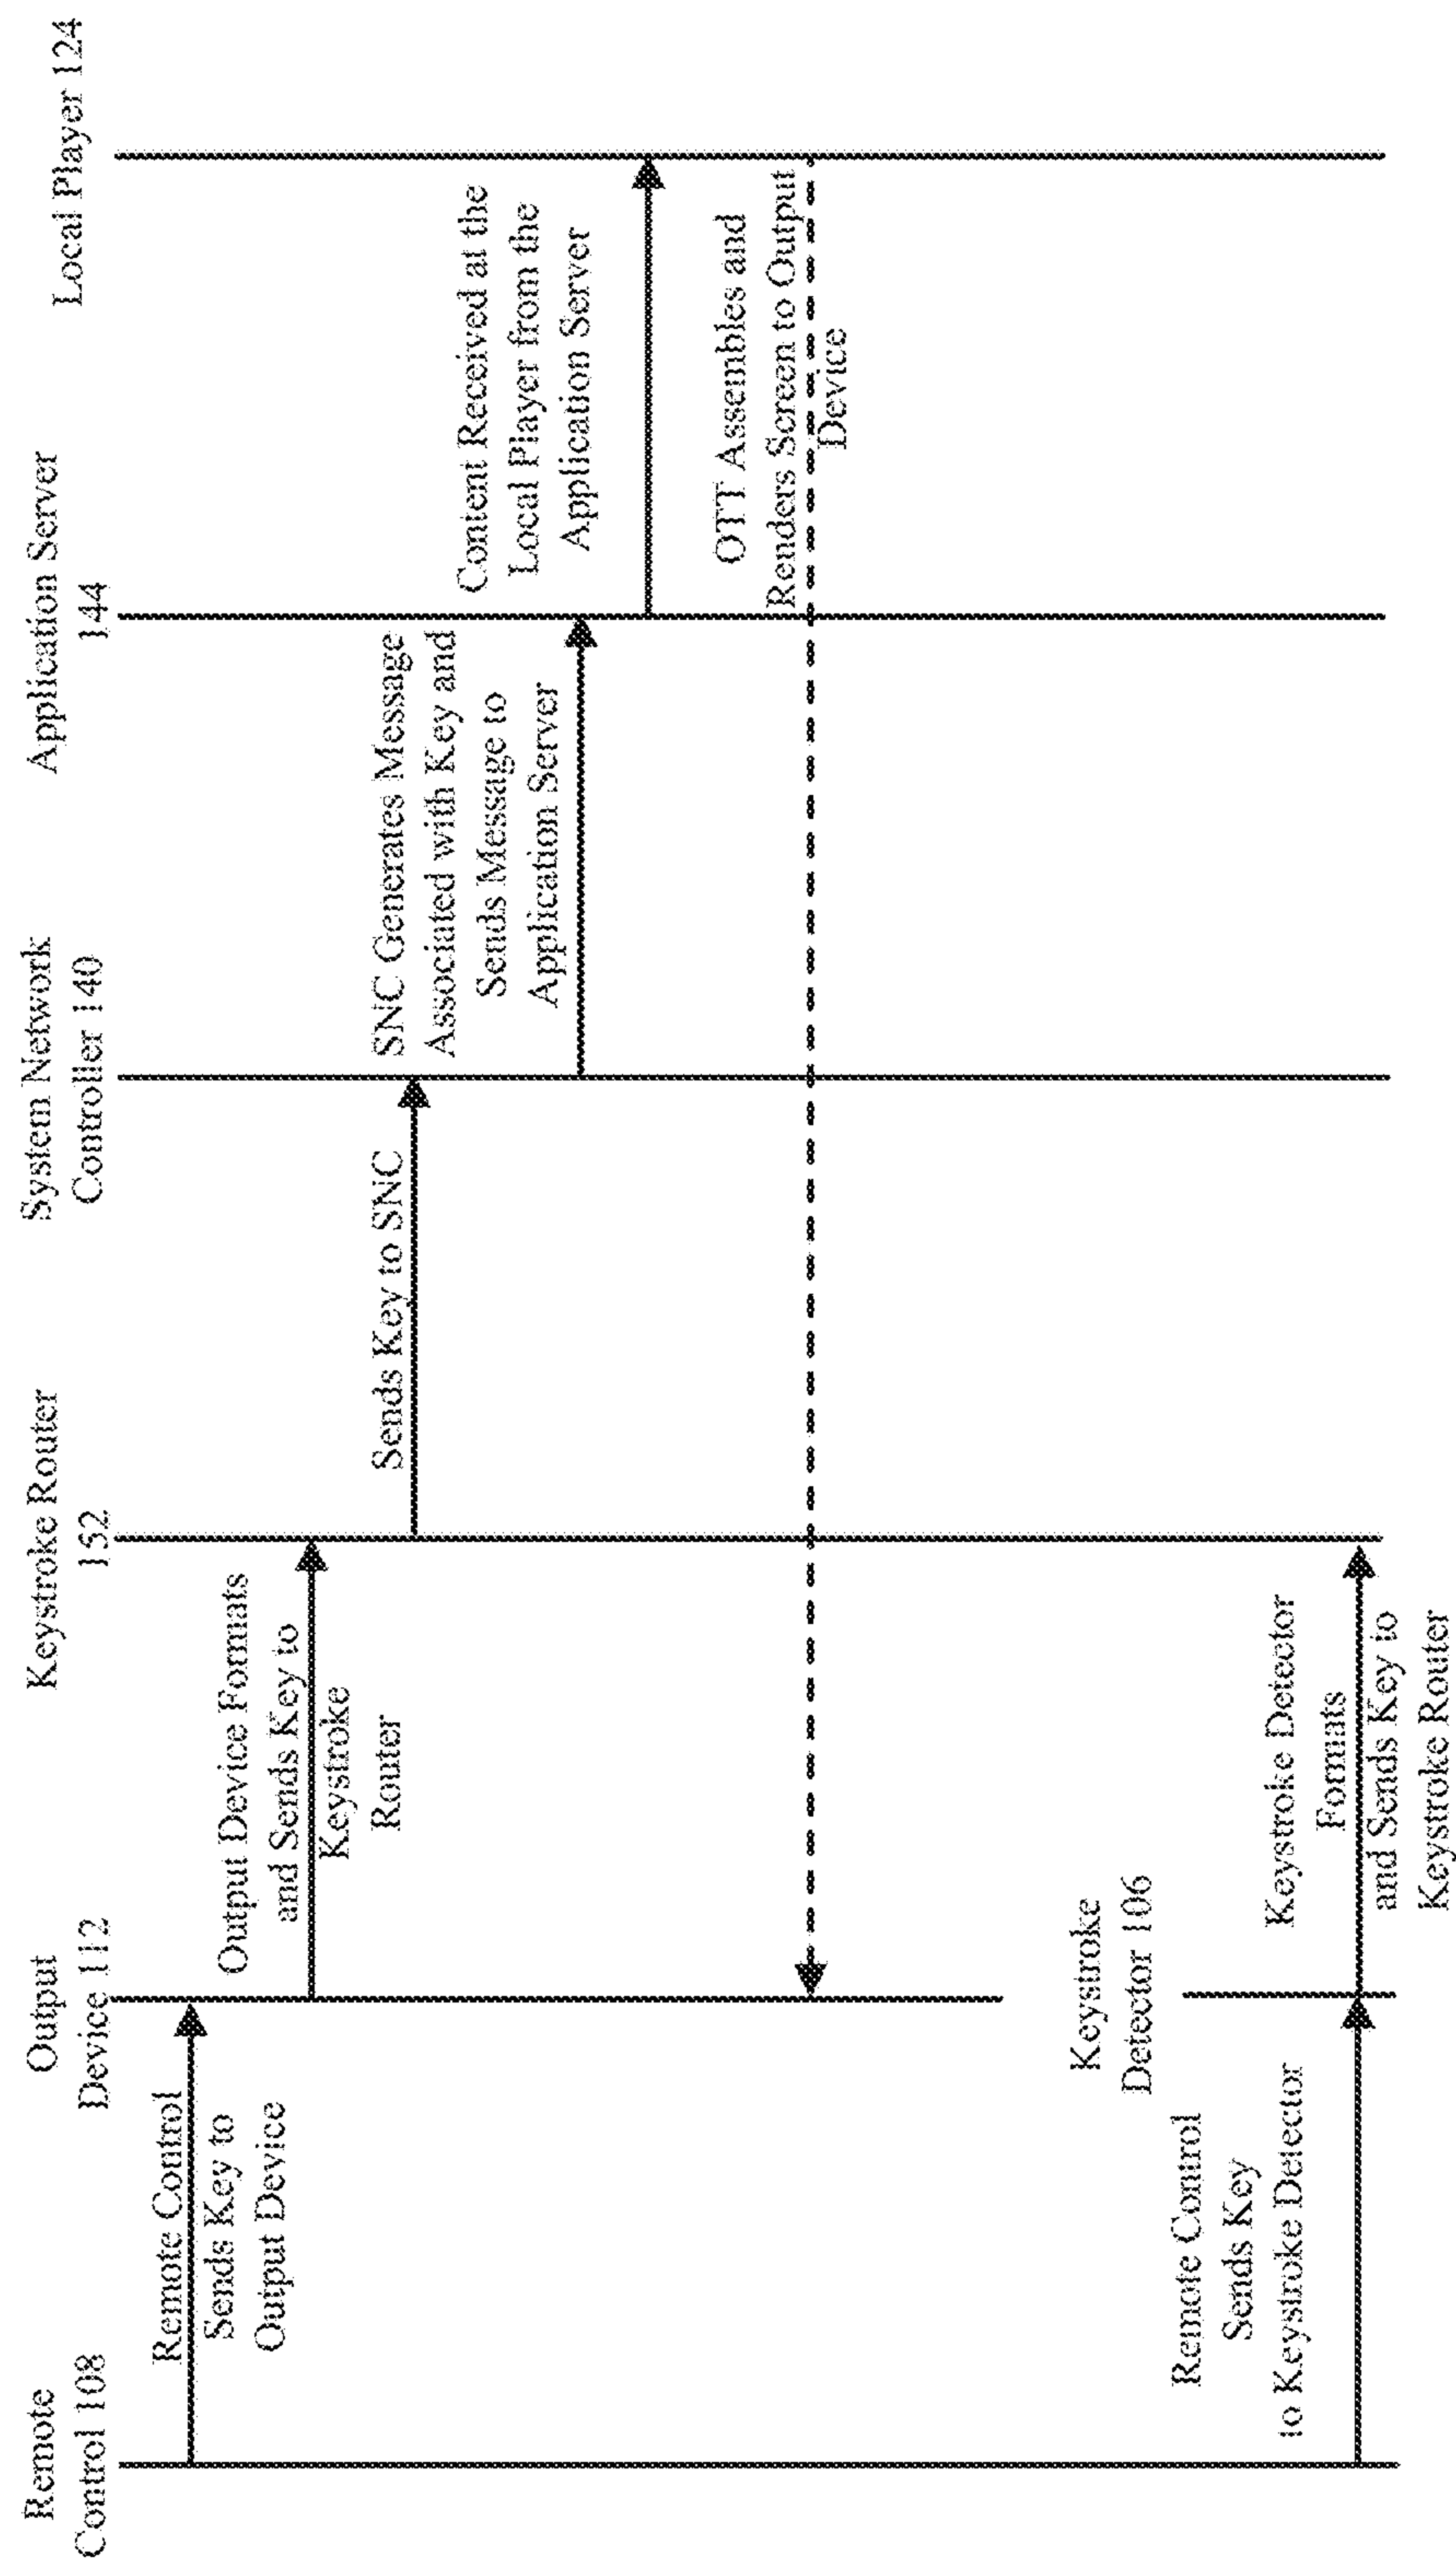 Remote
Control 108
Output
Device 112
Keystroke Router
152
System Network
Controller 140
Application Server
144
Local Player 124
Remote Control
Sends Key to
Output Device
Output Device Formats
and Sends Key to
Keystroke
Router
Sends Key to SNC
SNC Generates Message
Associated with Key and
Sends Message to
Application Server
Content Received at the
Local Player from the
Application Server
OTT Assembles and
Renders Screen to Output
Device
Keystroke
Detector 106
Remote Control
Sends Key
to Keystroke Detector
Keystroke Detector
Formats
and Sends Key to
Keystroke Router